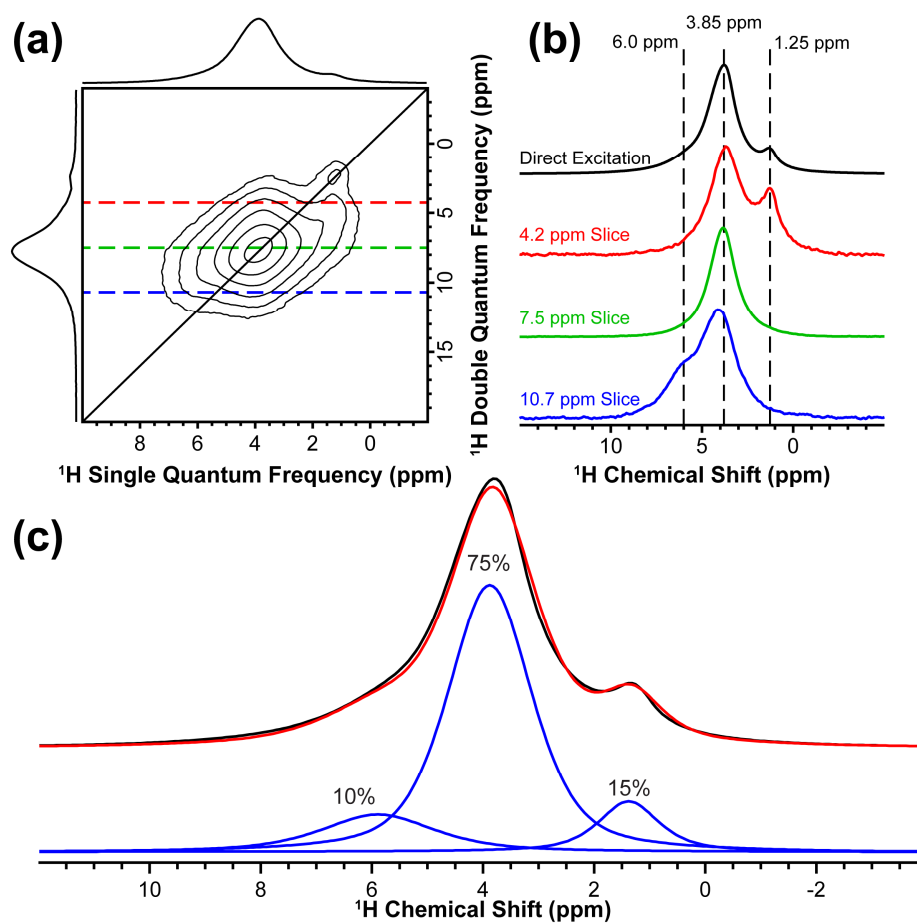 (a)
0
5
10
15
¹H Double Quantum Frequency (ppm)
8 6 4 2 0
¹H Single Quantum Frequency (ppm)
(b)
3.85 ppm
6.0 ppm
1.25 ppm
Direct Excitation
4.2 ppm Slice
7.5 ppm Slice
10.7 ppm Slice
10 5 0
¹H Chemical Shift (ppm)
(c)
75%
10%
15%
10 8 6 4 2 0 -2
¹H Chemical Shift (ppm)